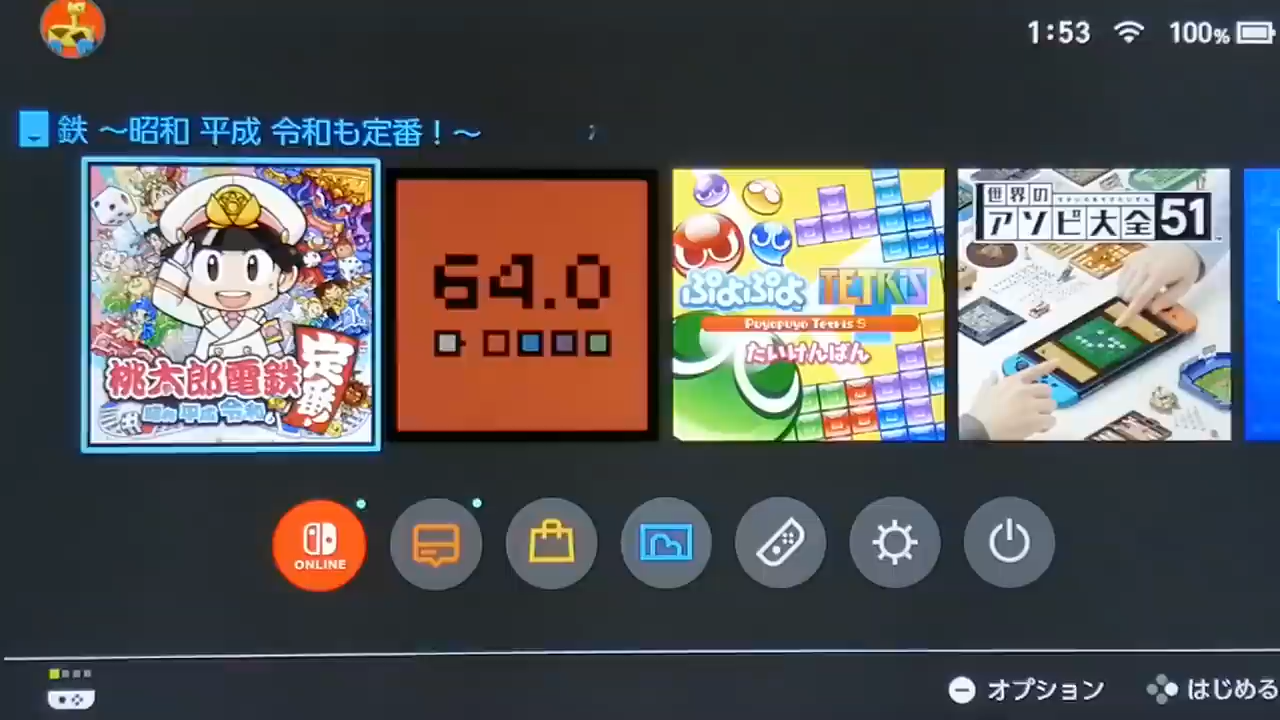 1:53 100%
鉄 ～昭和 平成 令和も定番！～
桃太郎電鉄
昭和 平成 令和も
定番!
64.0
ぷよぷよ TETRIS
Puyopuyo Tetris S
たいけんばん
世界の
アソビ大全51
ONLINE
オプション はじめる